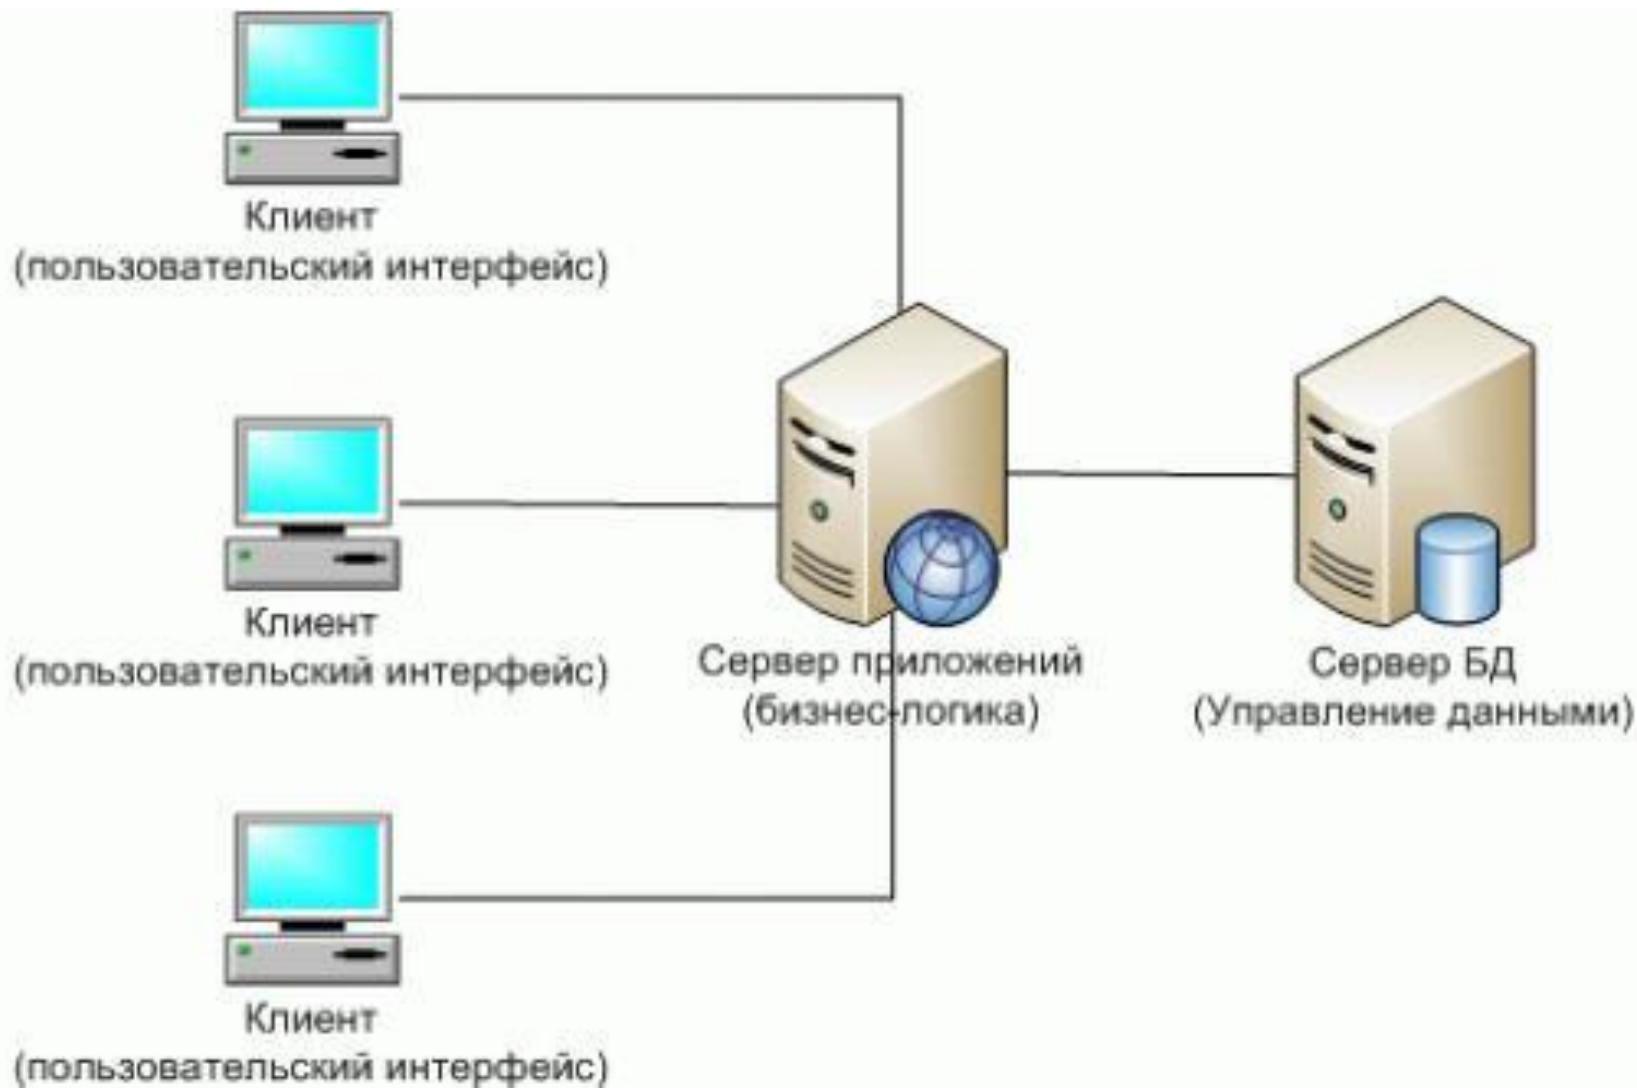 Клиент
(пользовательский интерфейс)
Клиент
(пользовательский интерфейс)
Сервер приложений
(бизнес-логика)
Сервер БД
(Управление данными)
Клиент
(пользовательский интерфейс)